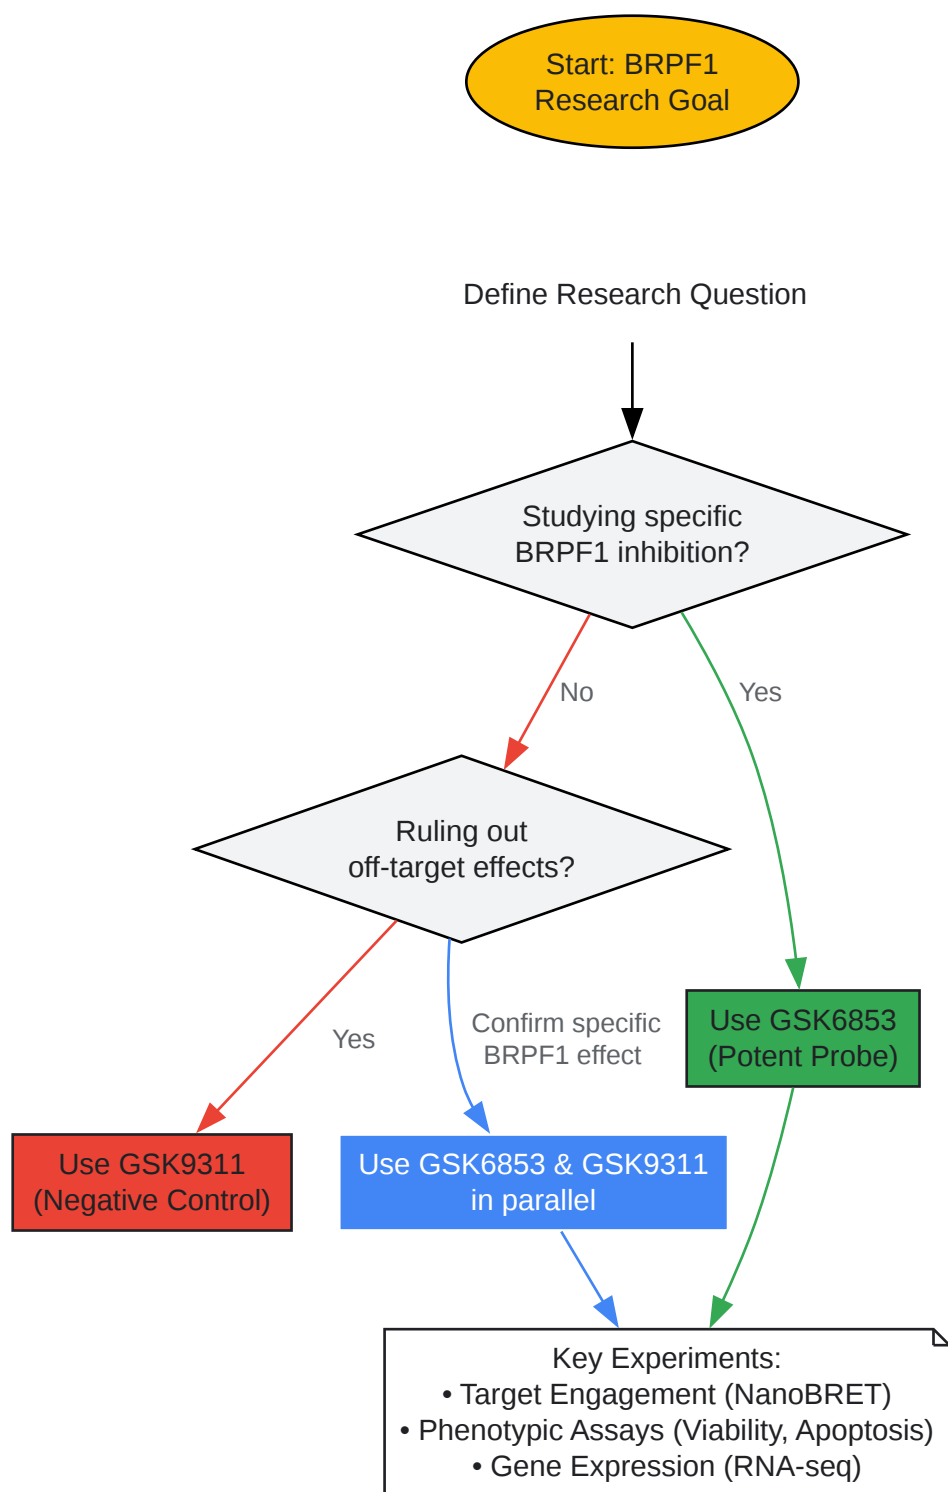 Start: BRPF1
Research Goal
Define Research Question
Studying specific
BRPF1 inhibition?
No
Yes
Ruling out
off-target effects?
Yes
Confirm specific
BRPF1 effect
Use GSK6853
(Potent Probe)
Use GSK9311
(Negative Control)
Use GSK6853 & GSK9311
in parallel
Key Experiments:
• Target Engagement (NanoBRET)
• Phenotypic Assays (Viability, Apoptosis)
• Gene Expression (RNA-seq)